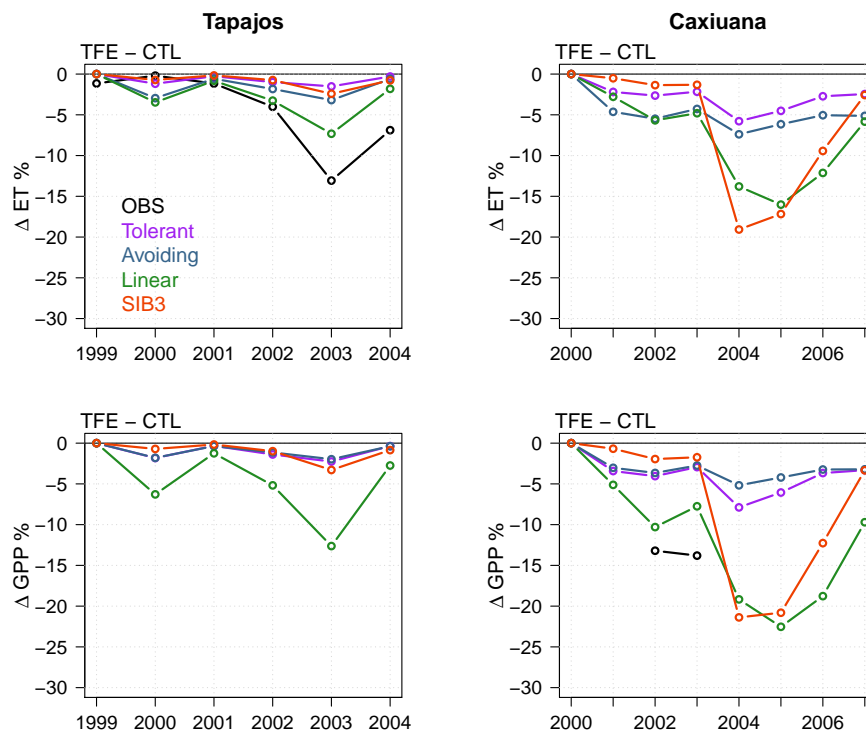 Tapajos
Caxiuana
TFE − CTL
0
−5
−10
−15
−20
−25
−30
Δ ET %
OBS
Tolerant
Avoiding
Linear
SIB3
1999 2000 2001 2002 2003 2004
TFE − CTL
0
−5
−10
−15
−20
−25
−30
Δ ET %
2000 2002 2004 2006
TFE − CTL
0
−5
−10
−15
−20
−25
−30
Δ GPP %
1999 2000 2001 2002 2003 2004
TFE − CTL
0
−5
−10
−15
−20
−25
−30
Δ GPP %
2000 2002 2004 2006